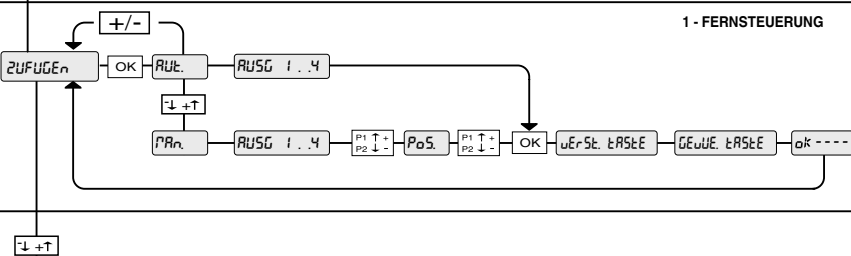 1 - FERNSTEUERUNG
+/-
ZUFUGEn OK AUt. AUSG 1..4
-↓ +↑
MAn. AUSG 1..4 P1 ↑ + P2 ↓ - PoS. P1 ↑ + P2 ↓ - OK vErSt. tAStE GEwUE. tAStE ok ----
-↓ +↑